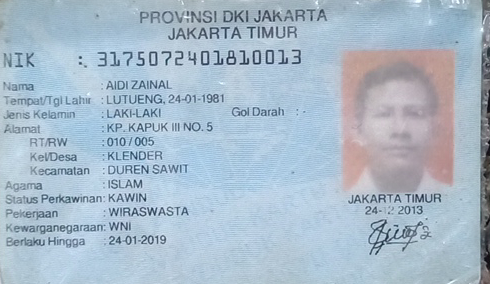 PROVINSI DKI JAKARTA
JAKARTA TIMUR
NIK : 3175072401810013
Nama : AIDI ZAINAL
Tempat/Tgl Lahir : LUTUENG, 24-01-1981
Jenis Kelamin : LAKI-LAKI Gol Darah : -
Alamat : KP. KAPUK III NO. 5
RT/RW : 010 / 005
Kel/Desa : KLENDER
Kecamatan : DUREN SAWIT
Agama : ISLAM
Status Perkawinan: KAWIN
Pekerjaan : WIRASWASTA
Kewarganegaraan: WNI
Berlaku Hingga : 24-01-2019
JAKARTA TIMUR
24-12-2013